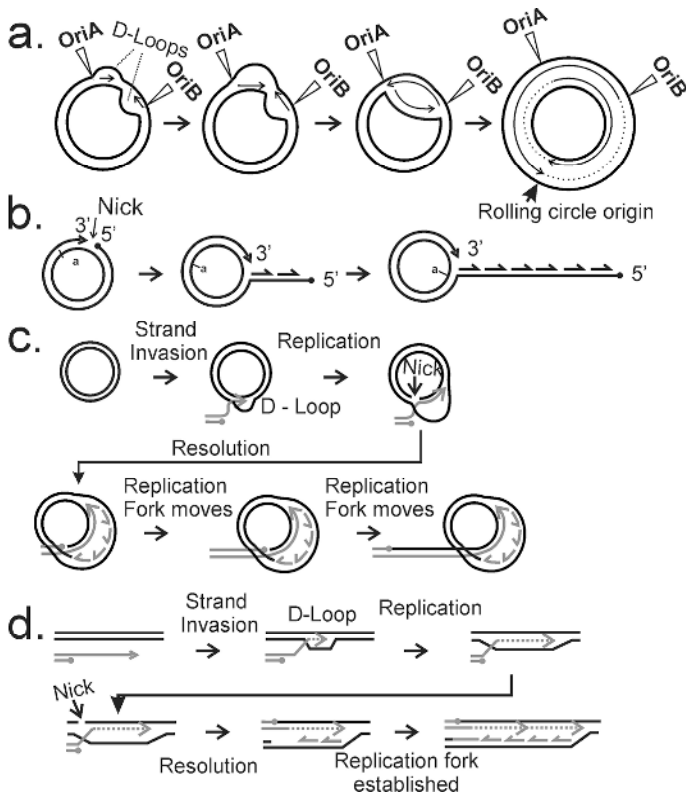 a.
OriA
D-Loops
OriB
OriA
OriB
OriA
OriB
OriA
OriB
Rolling circle origin
b.
Nick
3'
5'
a
3'
5'
a
3'
5'
a
c.
Strand
Invasion
Replication
D - Loop
Nick
Resolution
Replication
Fork moves
Replication
Fork moves
d.
Strand
Invasion
D-Loop
Replication
Nick
Resolution
Replication fork
established